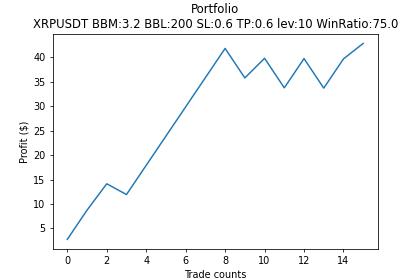 Portfolio
XRPUSDT BBM:3.2 BBL:200 SL:0.6 TP:0.6 lev:10 WinRatio:75.0
40
35
30
25
20
15
10
5
Profit ($)
0 2 4 6 8 10 12 14
Trade counts